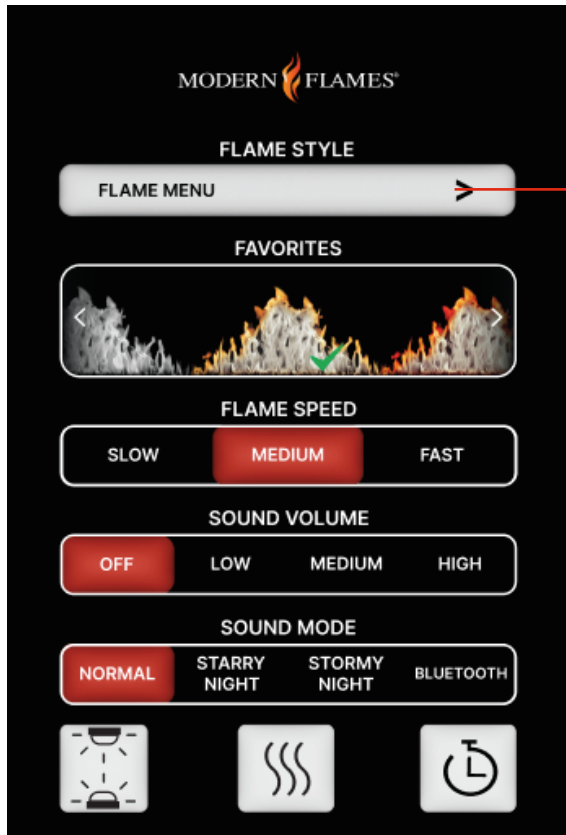 MODERN FLAMES®
FLAME STYLE
FLAME MENU >
FAVORITES
< >
FLAME SPEED
SLOW MEDIUM FAST
SOUND VOLUME
OFF LOW MEDIUM HIGH
SOUND MODE
NORMAL STARRY NIGHT STORMY NIGHT BLUETOOTH